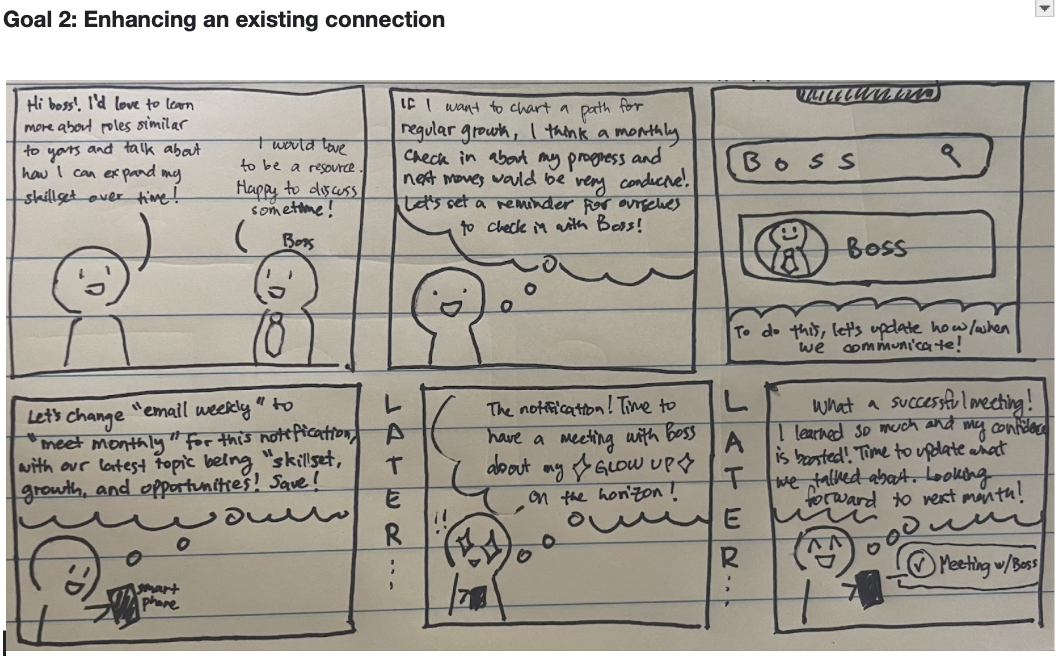 Goal 2: Enhancing an existing connection
Hi boss! I'd love to learn
more about roles similar
to yours and talk about
how I can expand my
skillset over time!
I would love
to be a resource.
Happy to discuss
sometime!
Boss
If I want to chart a path for
regular growth, I think a monthly
check in about my progress and
next moves would be very conducive!
Let's set a reminder for ourselves
to check in with Boss!
Boss
BOSS
To do this, let's update how/when
we communicate!
Let's change "email weekly" to
"meet monthly" for this notification,
with our latest topic being "skillset,
growth, and opportunities! Save!
smart
phone
LATER...
The notification! Time to
have a meeting with Boss
about my GLOW UP
on the horizon!
!!
LATER...
What a successful meeting!
I learned so much and my confidence
is boosted! Time to update what
we talked about. Looking
forward to next month!
Meeting w/Boss